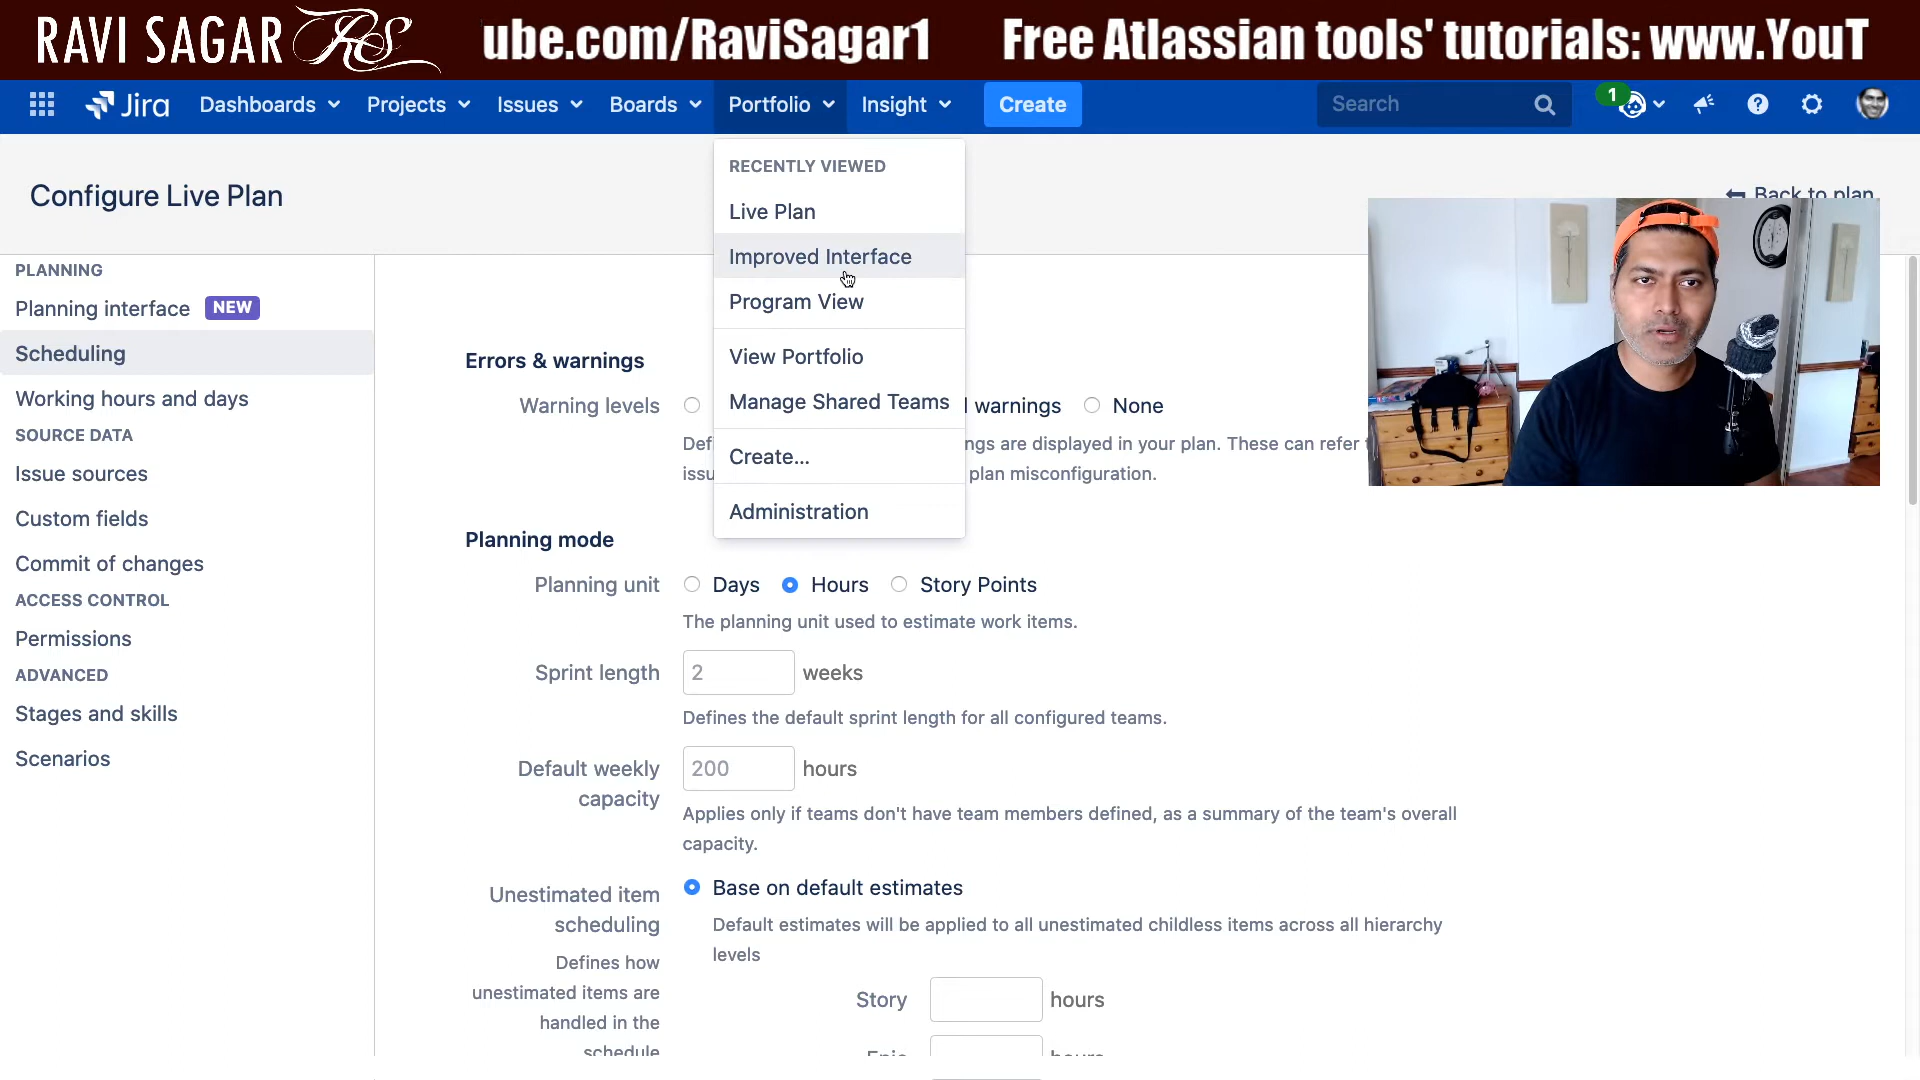 RAVI SAGAR RS ube.com/RaviSagar1 Free Atlassian tools' tutorials: www.YouT
Jira Dashboards Projects Issues Boards Portfolio Insight Create Search 1
RECENTLY VIEWED
Live Plan
Improved Interface
Program View
View Portfolio
Manage Shared Teams
Create...
Administration
Configure Live Plan
Back to plan
PLANNING
Planning interface NEW
Scheduling
Working hours and days
SOURCE DATA
Issue sources
Custom fields
Commit of changes
ACCESS CONTROL
Permissions
ADVANCED
Stages and skills
Scenarios
Errors & warnings
Warning levels warnings None
ngs are displayed in your plan. These can refer
plan misconfiguration.
Planning mode
Planning unit Days Hours Story Points
The planning unit used to estimate work items.
Sprint length 2 weeks
Defines the default sprint length for all configured teams.
Default weekly capacity 200 hours
Applies only if teams don't have team members defined, as a summary of the team's overall
capacity.
Unestimated item scheduling
Defines how
unestimated items are
handled in the
schedule
Base on default estimates
Default estimates will be applied to all unestimated childless items across all hierarchy
levels
Story hours
Epic hours